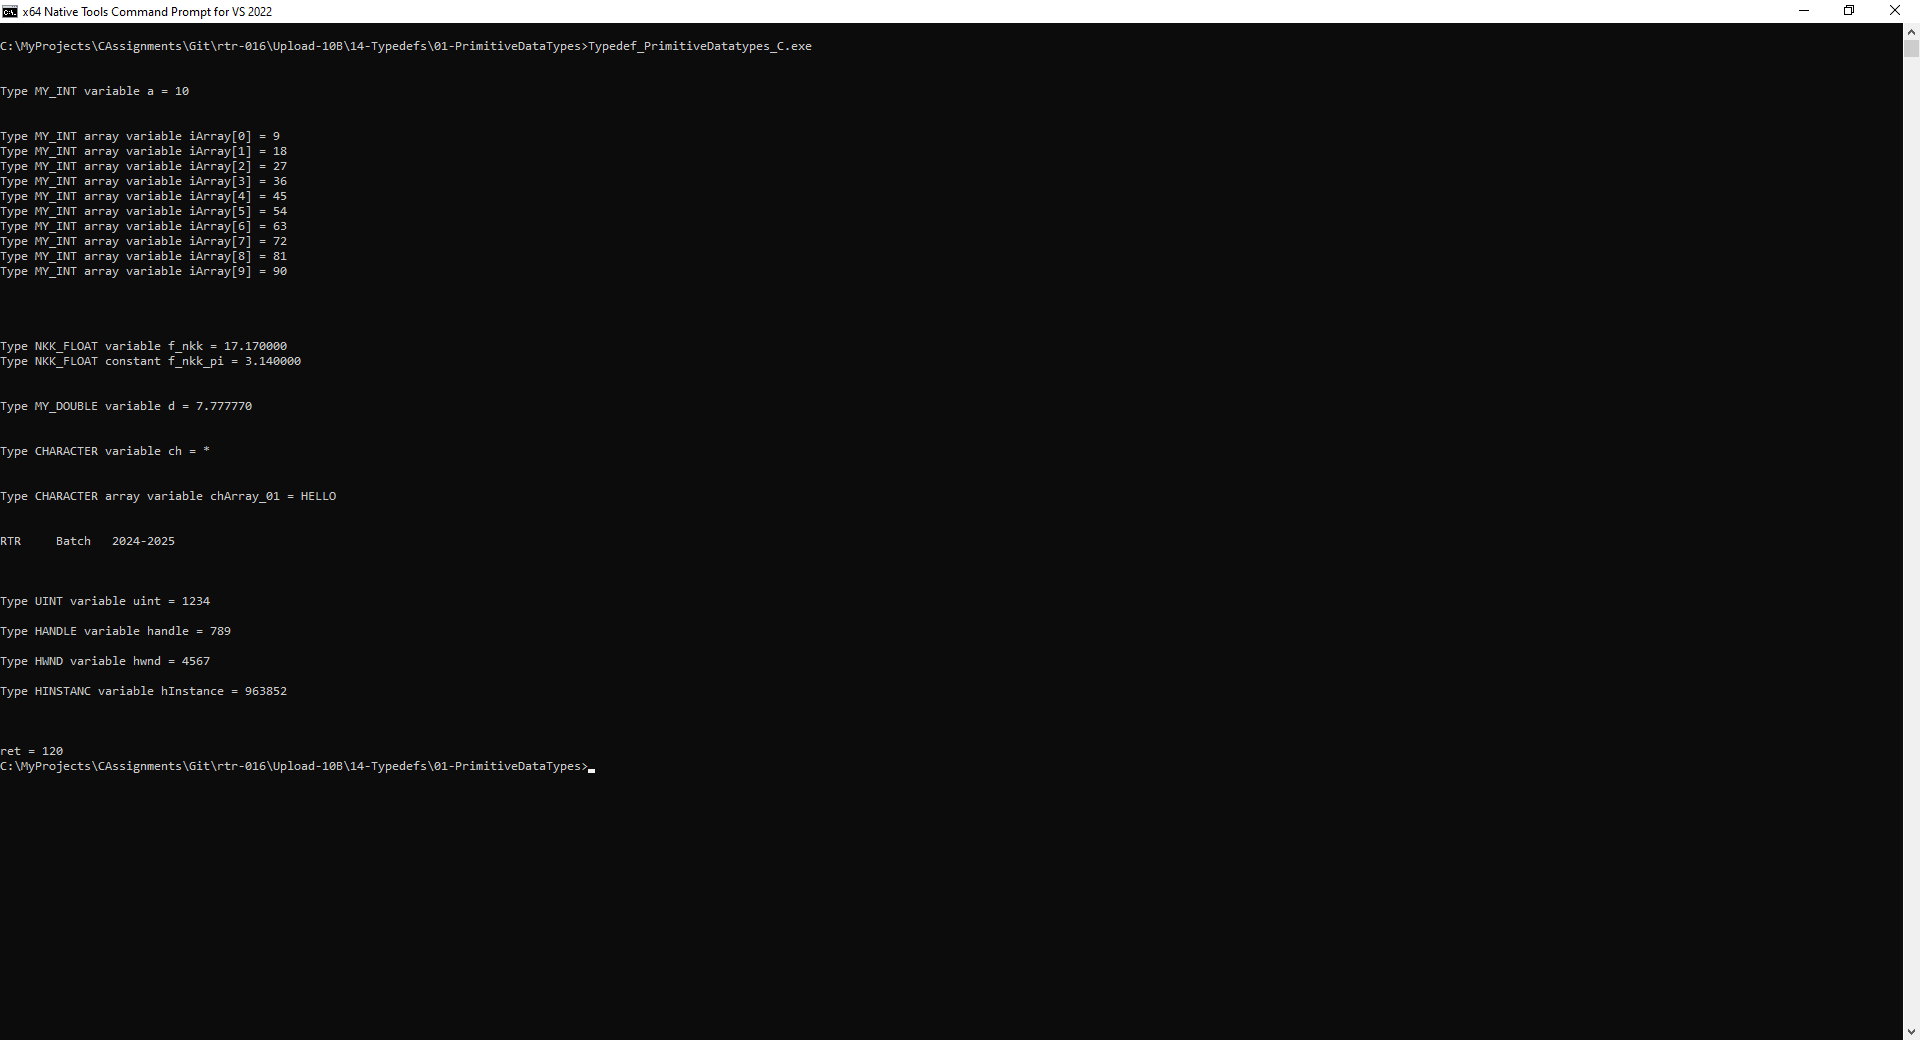 x64 Native Tools Command Prompt for VS 2022
C:\MyProjects\CAssignments\Git\rtr-016\Upload-10B\14-Typedefs\01-PrimitiveDataTypes>Typedef_PrimitiveDatatypes_C.exe
Type MY_INT variable a = 10
Type MY_INT array variable iArray[0] = 9
Type MY_INT array variable iArray[1] = 18
Type MY_INT array variable iArray[2] = 27
Type MY_INT array variable iArray[3] = 36
Type MY_INT array variable iArray[4] = 45
Type MY_INT array variable iArray[5] = 54
Type MY_INT array variable iArray[6] = 63
Type MY_INT array variable iArray[7] = 72
Type MY_INT array variable iArray[8] = 81
Type MY_INT array variable iArray[9] = 90
Type NKK_FLOAT variable f_nkk = 17.170000
Type NKK_FLOAT constant f_nkk_pi = 3.140000
Type MY_DOUBLE variable d = 7.777770
Type CHARACTER variable ch = *
Type CHARACTER array variable chArray_01 = HELLO
RTR     Batch   2024-2025
Type UINT variable uint = 1234
Type HANDLE variable handle = 789
Type HWND variable hwnd = 4567
Type HINSTANC variable hInstance = 963852
ret = 120
C:\MyProjects\CAssignments\Git\rtr-016\Upload-10B\14-Typedefs\01-PrimitiveDataTypes>